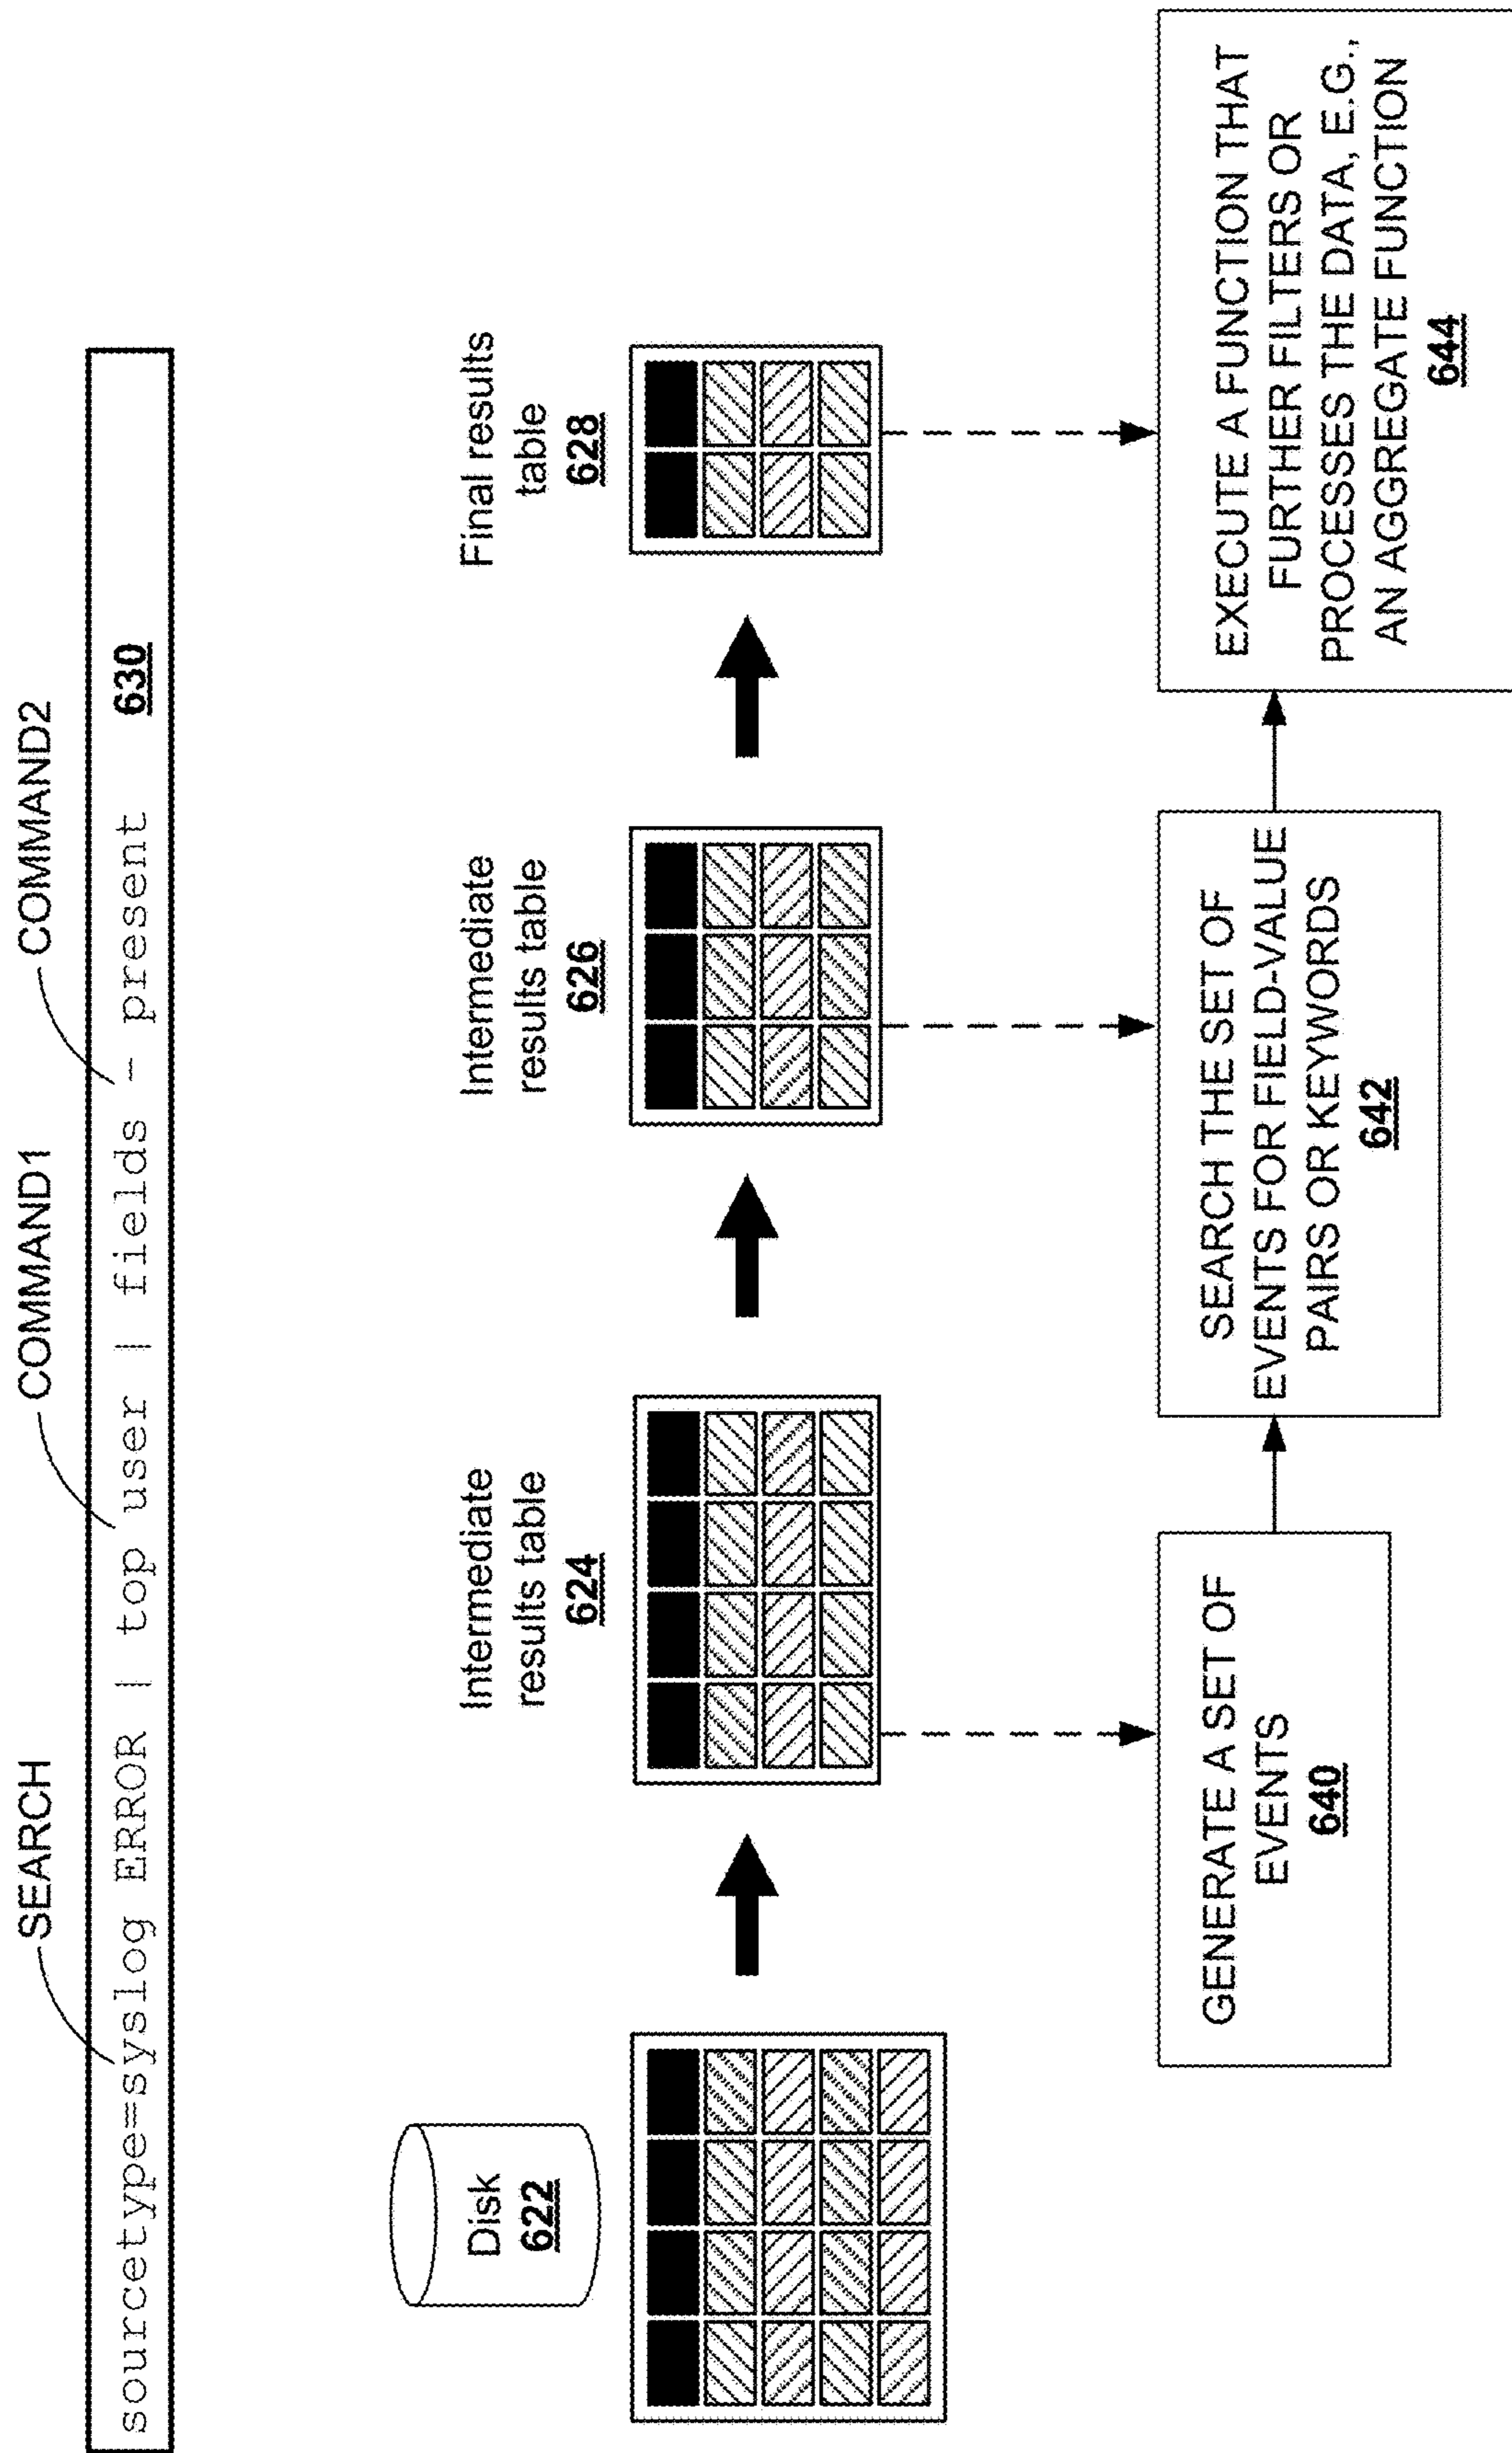 SEARCH
COMMAND1
COMMAND2
sourcetype=syslog ERROR | top user | fields - present 630
Disk
622
Intermediate
results table
624
Intermediate
results table
626
Final results
table
628
GENERATE A SET OF
EVENTS
640
SEARCH THE SET OF
EVENTS FOR FIELD-VALUE
PAIRS OR KEYWORDS
642
EXECUTE A FUNCTION THAT
FURTHER FILTERS OR
PROCESSES THE DATA, E.G.,
AN AGGREGATE FUNCTION
644